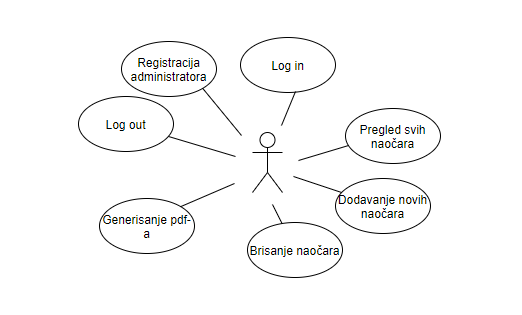 Registracija
administratora
Log in
Log out
Pregled svih
naočara
Dodavanje novih
naočara
Generisanje pdf-
a
Brisanje naočara